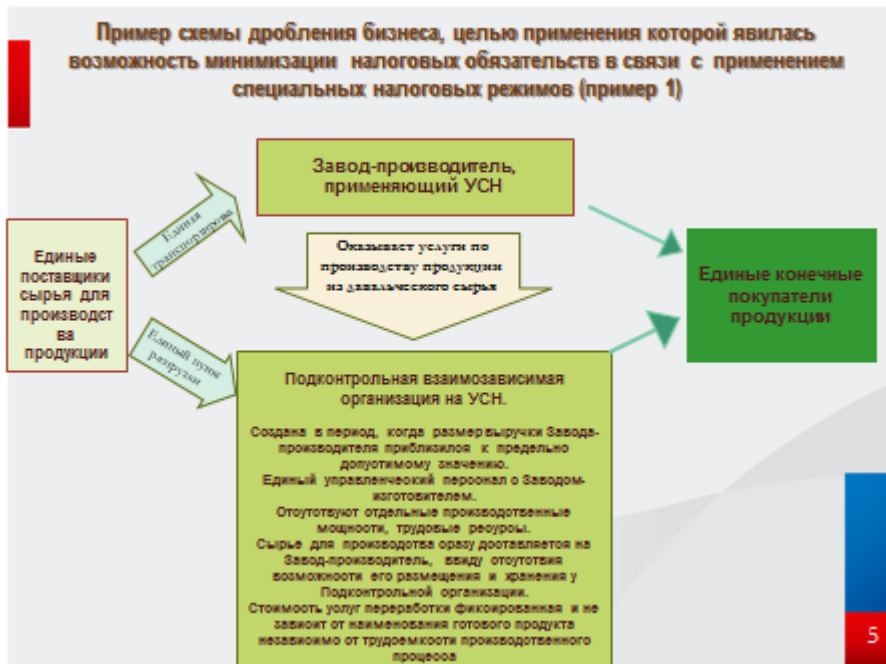 Пример схемы дробления бизнеса, целью применения которой явилась
возможность минимизации налоговых обязательств в связи с применением
специальных налоговых режимов (пример 1)
Завод-производитель,
применяющий УСН
Единая
Единые
поставщики
сырья для
производст
ва
продукции
Оказывает услуги по
производству продукции
из давальческого сырья
Единые конечные
покупатели
продукции
Единый пункт
разгрузки
Подконтрольная взаимозависимая
организация на УСН.
Создана в период, когда размер выручки Завода-
производителя приблизился к предельно
допустимому значению.
Единый управленческий персонал с Заводом-
изготовителем.
Отсутствуют отдельные производственные
мощности, трудовые ресурсы.
Сырье для производства сразу доставляется на
Завод-производитель, ввиду отсутствия
возможности его размещения и хранения у
Подконтрольной организации.
Стоимость услуг переработки фиксированная и не
зависит от наименования готового продукта
независимо от трудоемкости производственного
процесса
5